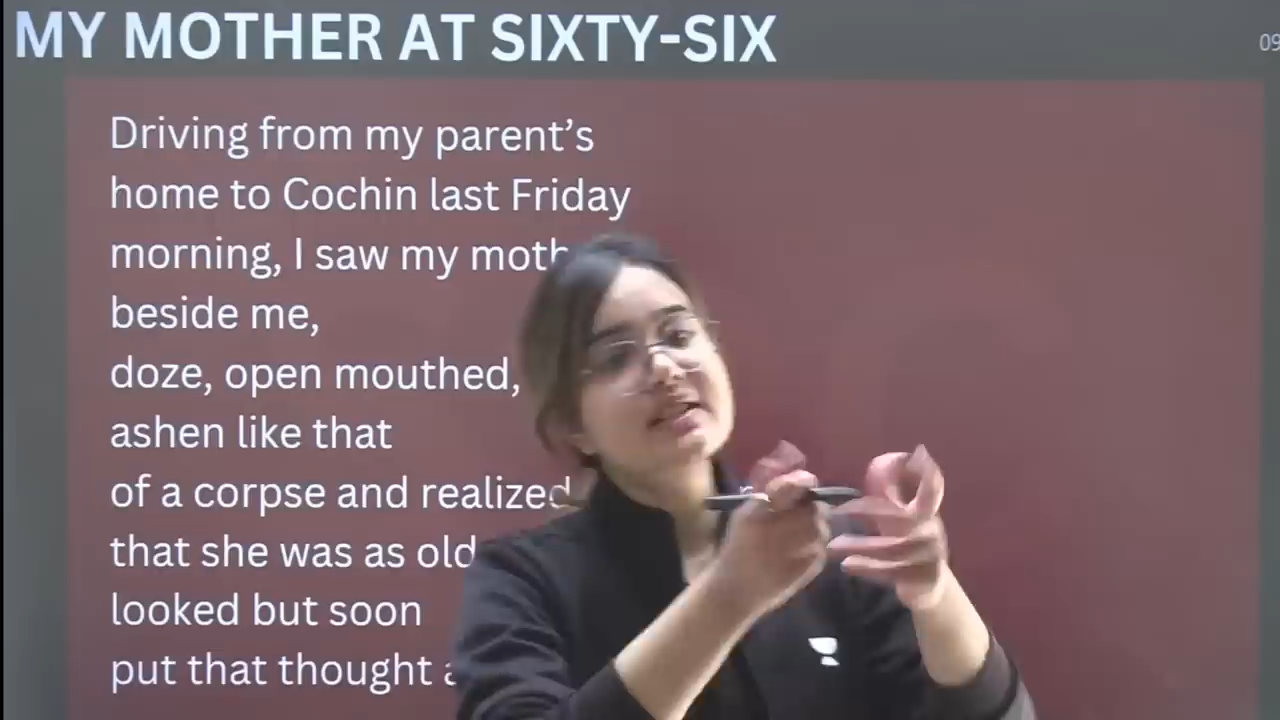 MY MOTHER AT SIXTY-SIX
09
Driving from my parent’s
home to Cochin last Friday
morning, I saw my
beside me,
doze, open mouthed,
ashen like that
of a corpse and realized
that she was as old
looked but soon
put that thought